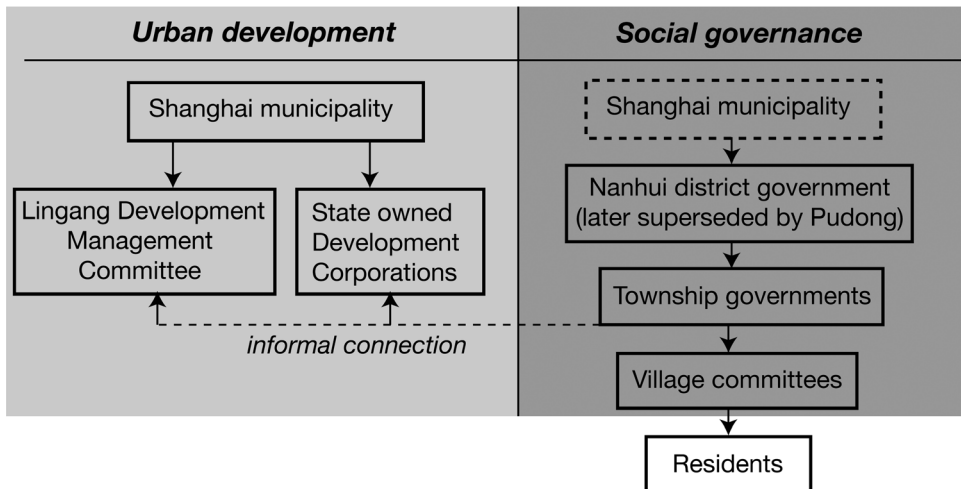 Urban development
Social governance
Shanghai municipality
Lingang Development
Management
Committee
State owned
Development
Corporations
informal connection
Shanghai municipality
Nanhui district government
(later superseded by Pudong)
Township governments
Village committees
Residents